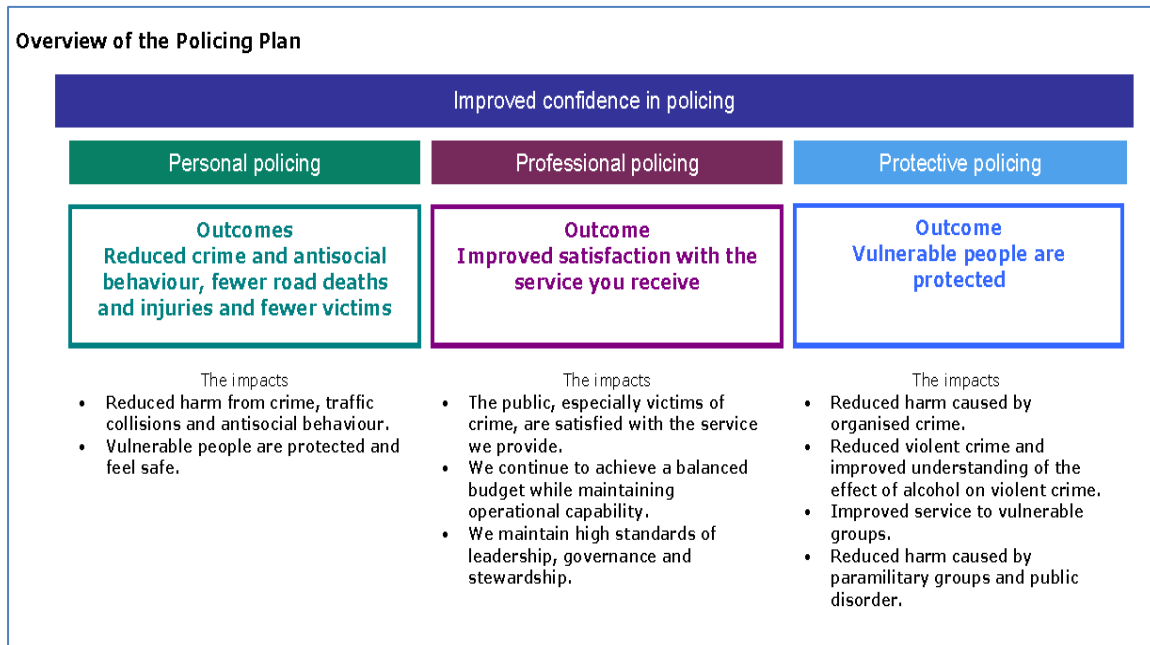 Overview of the Policing Plan
Improved confidence in policing
Personal policing
Outcomes
Reduced crime and antisocial
behaviour, fewer road deaths
and injuries and fewer victims
The impacts
• Reduced harm from crime, traffic
collisions and antisocial behaviour.
• Vulnerable people are protected and
feel safe.
Professional policing
Outcome
Improved satisfaction with the
service you receive
The impacts
• The public, especially victims of
crime, are satisfied with the service
we provide.
• We continue to achieve a balanced
budget while maintaining
operational capability.
• We maintain high standards of
leadership, governance and
stewardship.
Protective policing
Outcome
Vulnerable people are
protected
The impacts
• Reduced harm caused by
organised crime.
• Reduced violent crime and
improved understanding of the
effect of alcohol on violent crime.
• Improved service to vulnerable
groups.
• Reduced harm caused by
paramilitary groups and public
disorder.